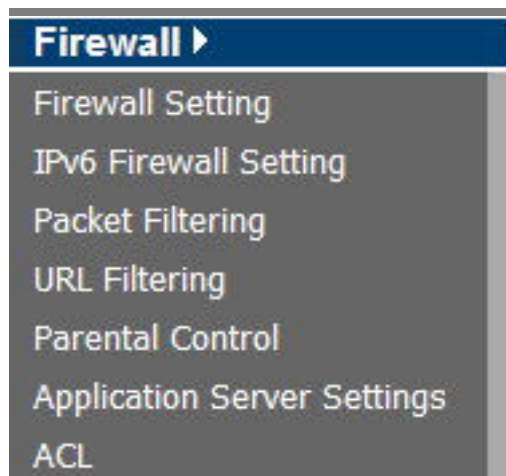 Firewall
Firewall Setting
IPv6 Firewall Setting
Packet Filtering
URL Filtering
Parental Control
Application Server Settings
ACL